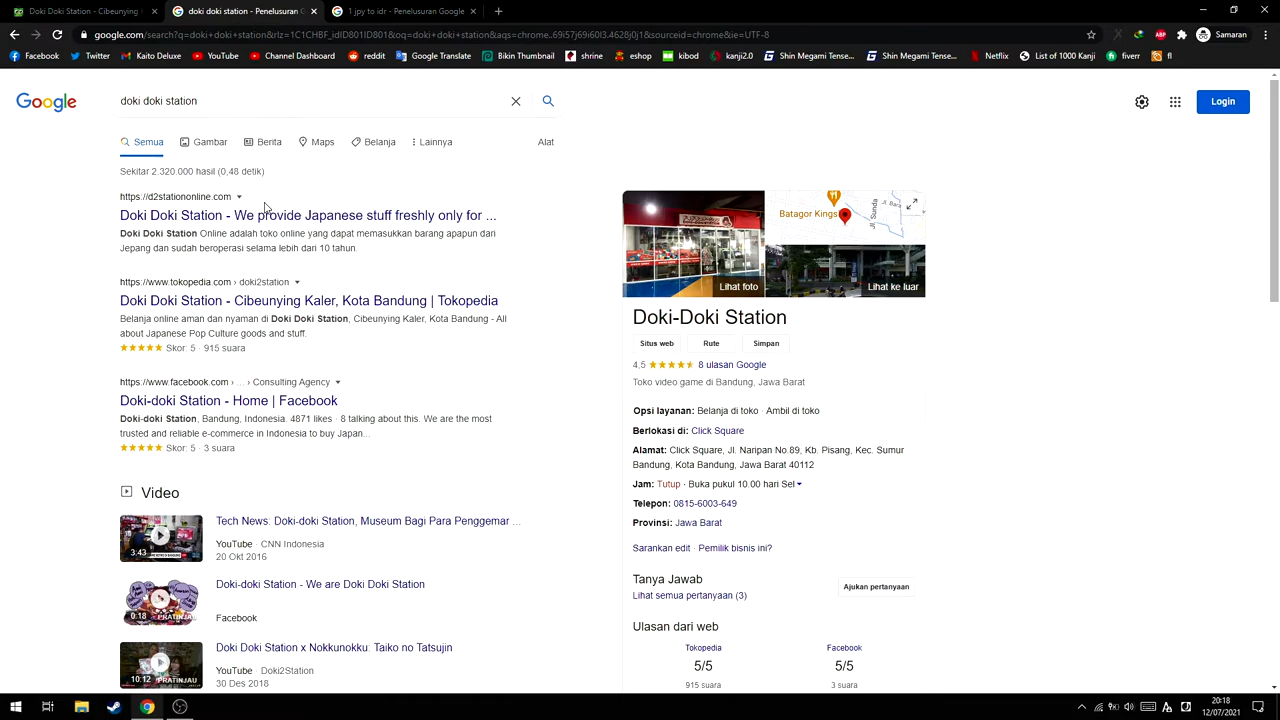 Doki Doki Station - Cibeunying
doki doki station - Penelusuran G
1 jpy to idr - Penelusuran Google
google.com/search?q=doki+doki+station&rlz=1C1CHBF_idID801ID801&oq=doki+doki+station&aqs=chrome..69i57j69i60l3.4628j0j1&sourceid=chrome&ie=UTF-8
ABP
Samaran
Facebook
Twitter
Kaito Deluxe
YouTube
Channel Dashboard
reddit
Google Translate
Bikin Thumbnail
shrine
eshop
kibod
kanji2.0
Shin Megami Tense...
Shin Megami Tense...
Netflix
List of 1000 Kanji
fiverr
fl
Google
doki doki station
Login
Semua
Gambar
Berita
Maps
Belanja
Lainnya
Alat
Sekitar 2.320.000 hasil (0,48 detik)
https://d2stationonline.com
Doki Doki Station - We provide Japanese stuff freshly only for ...
Doki Doki Station Online adalah toko online yang dapat memasukkan barang apapun dari
Jepang dan sudah beroperasi selama lebih dari 10 tahun.
https://www.tokopedia.com › doki2station
Doki Doki Station - Cibeunying Kaler, Kota Bandung | Tokopedia
Belanja online aman dan nyaman di Doki Doki Station, Cibeunying Kaler, Kota Bandung - All
about Japanese Pop Culture goods and stuff.
Skor: 5 · 915 suara
https://www.facebook.com › ... › Consulting Agency
Doki-doki Station - Home | Facebook
Doki-doki Station, Bandung, Indonesia. 4871 likes · 8 talking about this. We are the most
trusted and reliable e-commerce in Indonesia to buy Japan...
Skor: 5 · 3 suara
Video
Tech News: Doki-doki Station, Museum Bagi Para Penggemar ...
3:43
YouTube · CNN Indonesia
20 Okt 2016
Doki-doki Station - We are Doki Doki Station
0:18
PRATINJAU
Facebook
Doki Doki Station x Nokkunokku: Taiko no Tatsujin
10:12
PRATINJAU
YouTube · Doki2Station
30 Des 2018
Batagor Kings
Jl. Sunda
Jl. Bara
Lihat foto
Lihat ke luar
Doki-Doki Station
Situs web
Rute
Simpan
4,5
8 ulasan Google
Toko video game di Bandung, Jawa Barat
Opsi layanan: Belanja di toko · Ambil di toko
Berlokasi di: Click Square
Alamat: Click Square, Jl. Naripan No.89, Kb. Pisang, Kec. Sumur
Bandung, Kota Bandung, Jawa Barat 40112
Jam: Tutup · Buka pukul 10.00 hari Sel
Telepon: 0815-6003-649
Provinsi: Jawa Barat
Sarankan edit · Pemilik bisnis ini?
Tanya Jawab
Lihat semua pertanyaan (3)
Ajukan pertanyaan
Ulasan dari web
Tokopedia
5/5
915 suara
Facebook
5/5
3 suara
20:18
12/07/2021